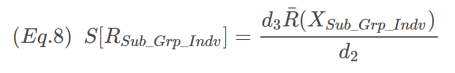 (Eq.8) S[R_{Sub_Grp_Indv}] = \frac{d_3 \bar{R}(X_{Sub_Grp_Indv})}{d_2}